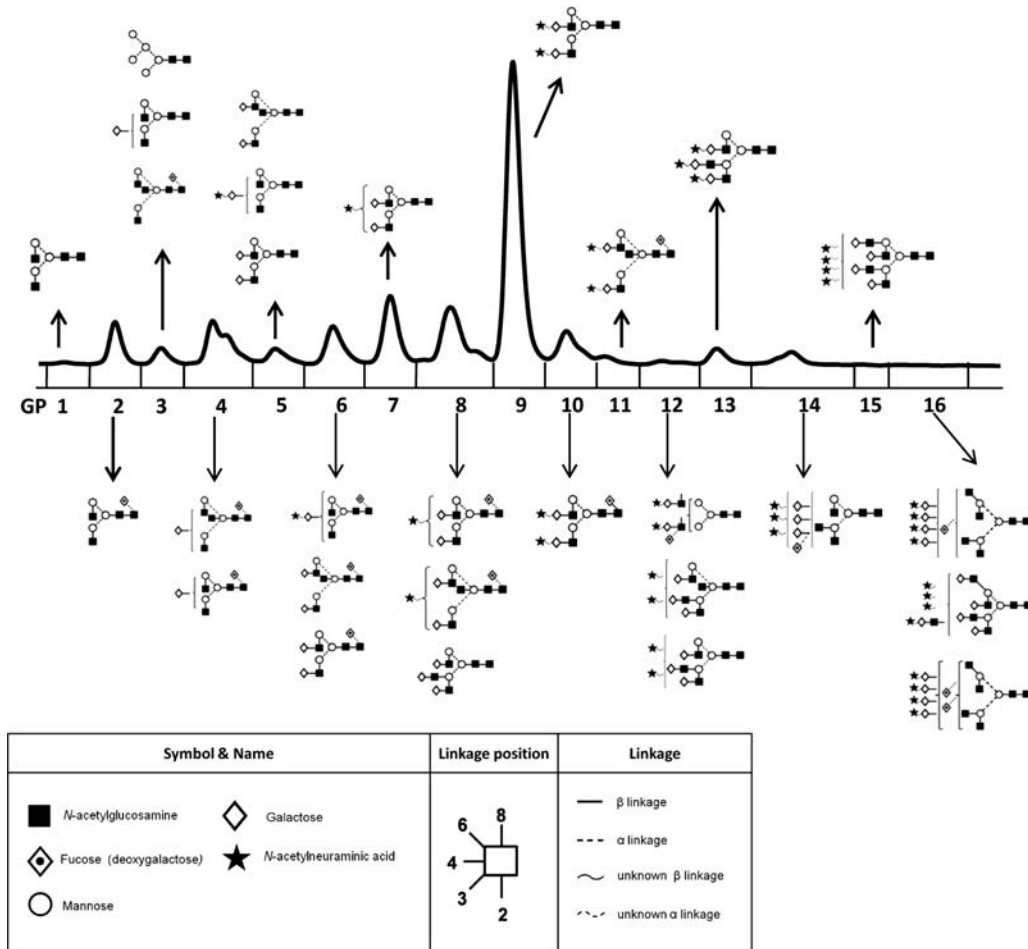 GP 1 2 3 4 5 6 7 8 9 10 11 12 13 14 15 16
Symbol & Name
Linkage position
Linkage
N-acetylglucosamine
Galactose
Fucose (deoxygalactose)
N-acetylneuraminic acid
Mannose
8
6
4
3
2
β linkage
α linkage
unknown β linkage
unknown α linkage